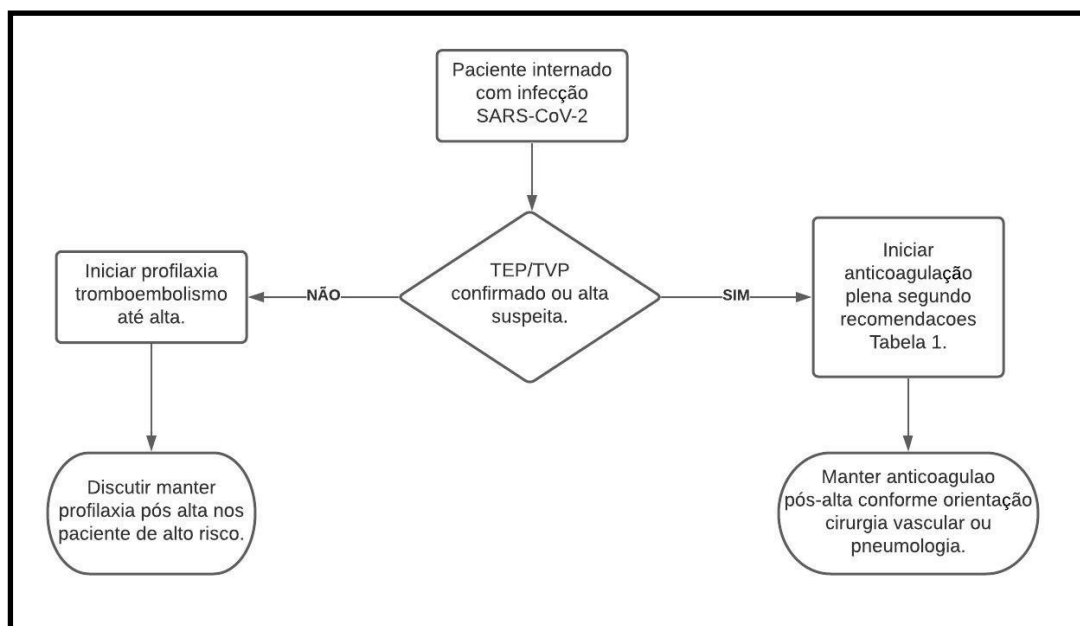 Paciente internado
com infecção
SARS-CoV-2
TEP/TVP
confirmado ou alta
suspeita.
NÃO
SIM
Iniciar profilaxia
tromboembolismo
até alta.
Iniciar
anticoagulação
plena segundo
recomendacoes
Tabela 1.
Discutir manter
profilaxia pós alta nos
paciente de alto risco.
Manter anticoagulao
pós-alta conforme orientação
cirurgia vascular ou
pneumologia.